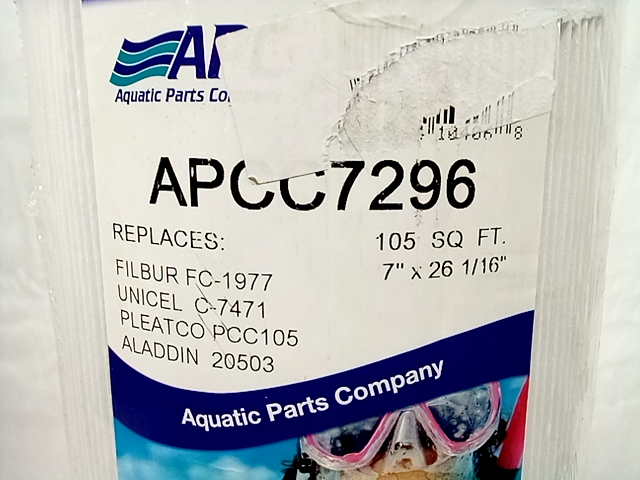 Aquatic Parts Co.
APCC7296
REPLACES:
FILBUR FC-1977
UNICEL C-7471
PLEATCO PCC105
ALADDIN 20503
105 SQ FT.
7" x 26 1/16"
Aquatic Parts Company